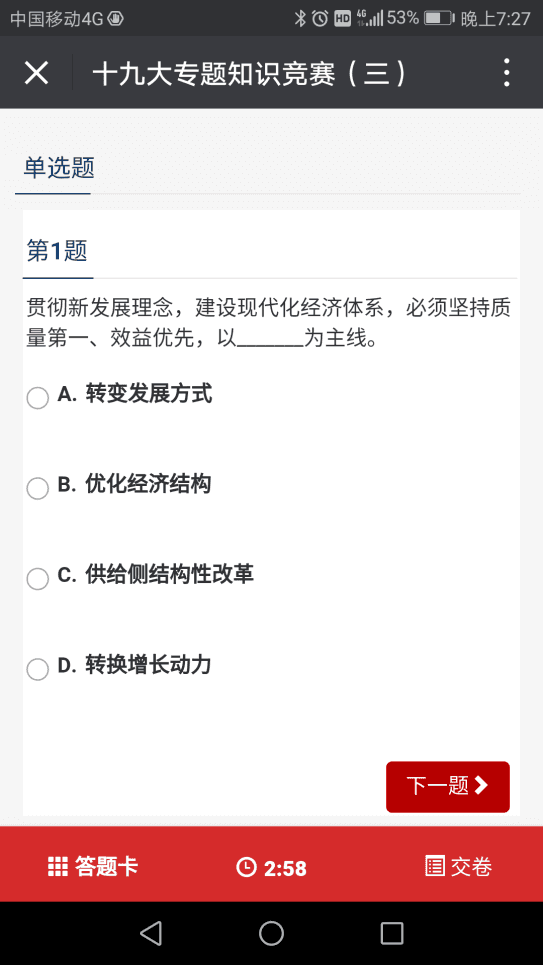 中国移动4G HD 4G 53% 晚上7:27
十九大专题知识竞赛（三）
单选题
第1题
贯彻新发展理念，建设现代化经济体系，必须坚持质
量第一、效益优先，以______为主线。
A. 转变发展方式
B. 优化经济结构
C. 供给侧结构性改革
D. 转换增长动力
下一题
答题卡 2:58 交卷